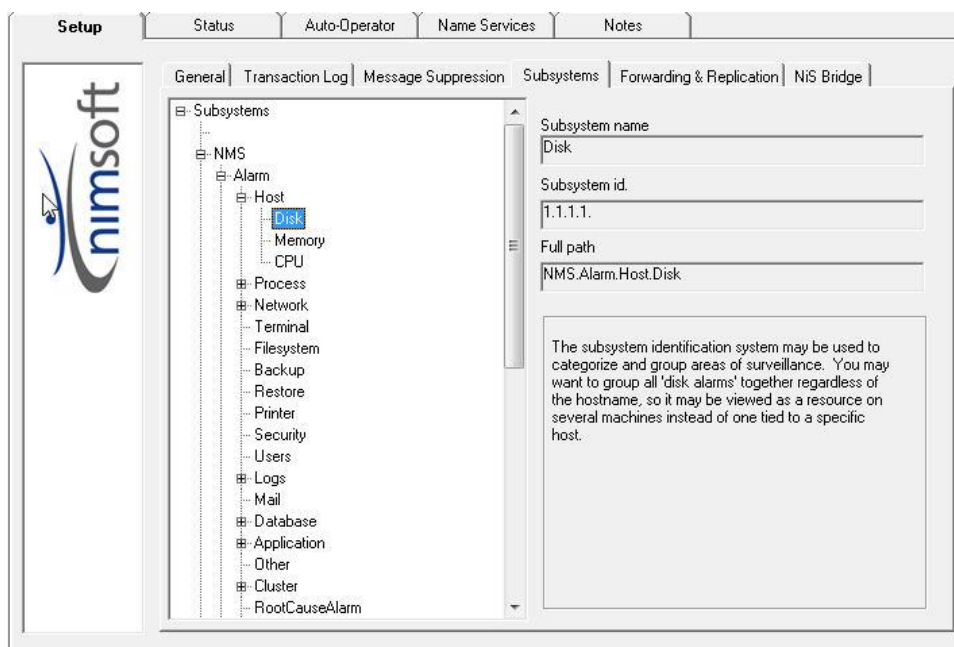 Setup
Status
Auto-Operator
Name Services
Notes
nimsoft
General
Transaction Log
Message Suppression
Subsystems
Forwarding & Replication
NiS Bridge
Subsystems
NMS
Alarm
Host
Disk
Memory
CPU
Process
Network
Terminal
Filesystem
Backup
Restore
Printer
Security
Users
Logs
Mail
Database
Application
Other
Cluster
RootCauseAlarm
Subsystem name
Disk
Subsystem id.
1.1.1.1.
Full path
NMS.Alarm.Host.Disk
The subsystem identification system may be used to
categorize and group areas of surveillance. You may
want to group all 'disk alarms' together regardless of
the hostname, so it may be viewed as a resource on
several machines instead of one tied to a specific
host.